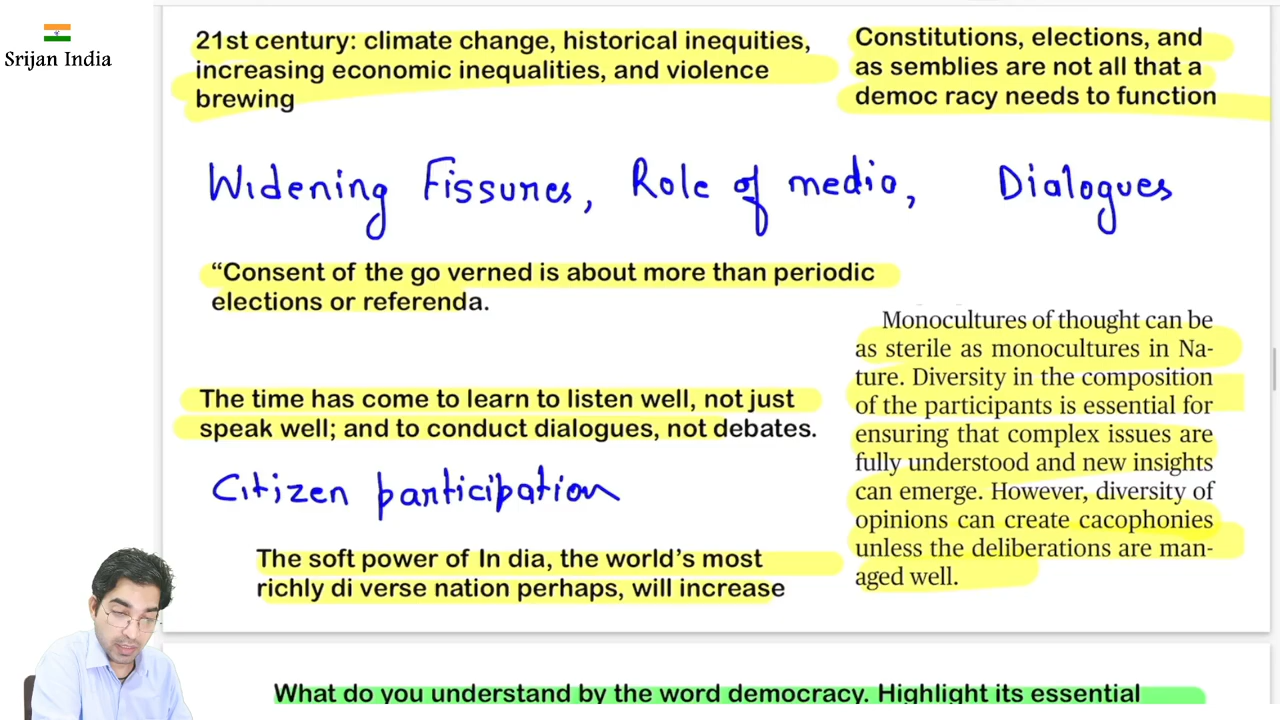 Srijan India
21st century: climate change, historical inequities,
increasing economic inequalities, and violence
brewing
Constitutions, elections, and
as semblies are not all that a
democ racy needs to function
Widening Fissures, Role of media, Dialogues
“Consent of the go verned is about more than periodic
elections or referenda.
The time has come to learn to listen well, not just
speak well; and to conduct dialogues, not debates.
Citizen participation
The soft power of In dia, the world’s most
richly di verse nation perhaps, will increase
Monocultures of thought can be
as sterile as monocultures in Na-
ture. Diversity in the composition
of the participants is essential for
ensuring that complex issues are
fully understood and new insights
can emerge. However, diversity of
opinions can create cacophonies
unless the deliberations are man-
aged well.
What do you understand by the word democracy. Highlight its essential